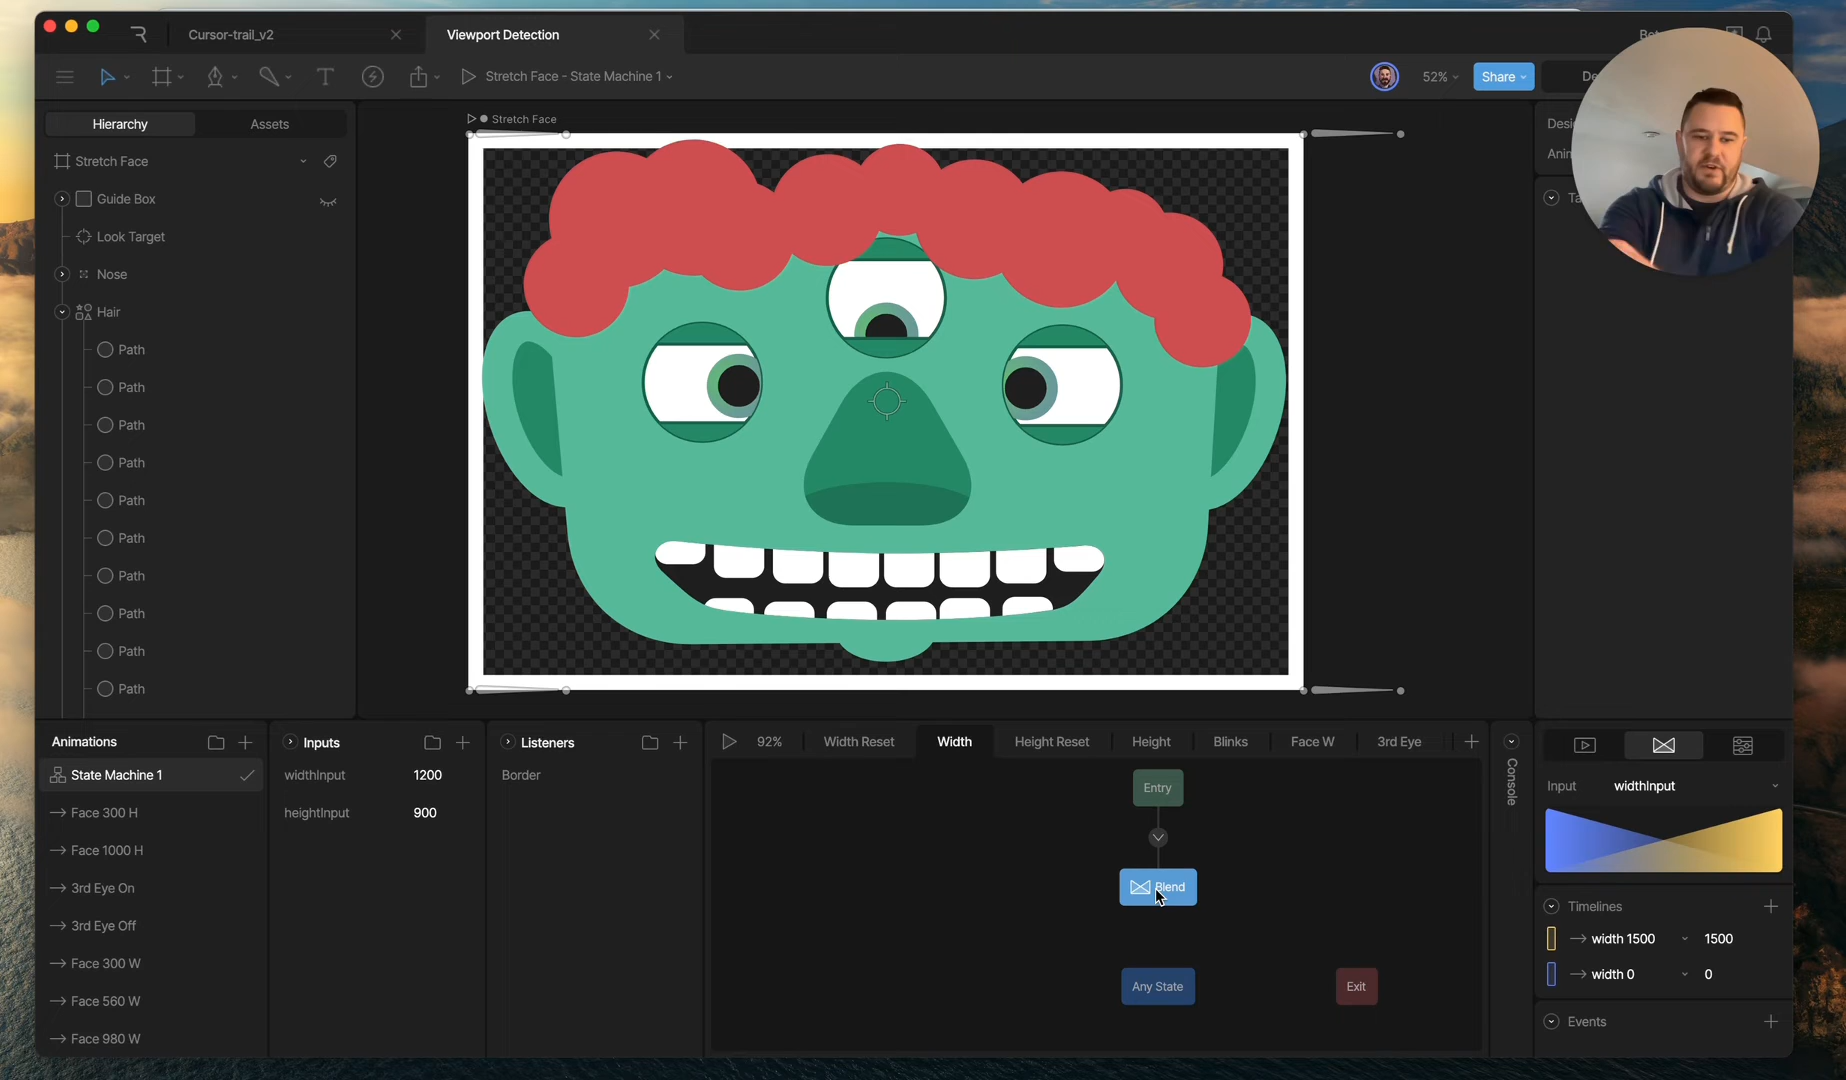 Cursor-trail_v2
Viewport Detection
Stretch Face - State Machine 1
52%
Share
Hierarchy
Assets
Stretch Face
Stretch Face
Guide Box
Look Target
Nose
Hair
Path
Path
Path
Path
Path
Path
Path
Path
Path
Path
Animations
State Machine 1
Face 300 H
Face 1000 H
3rd Eye On
3rd Eye Off
Face 300 W
Face 560 W
Face 980 W
Inputs
widthInput 1200
heightInput 900
Listeners
Border
92%
Width Reset
Width
Height Reset
Height
Blinks
Face W
3rd Eye
Entry
Blend
Any State
Exit
Console
Input widthInput
Timelines
width 1500 1500
width 0 0
Events